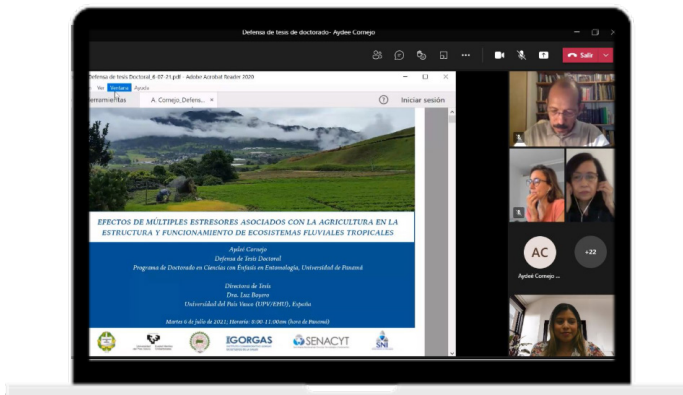 Defensa de tesis de doctorado- Aydee Cornejo
Salir
Defensa de tesis Doctoral_6-07-21.pdf - Adobe Acrobat Reader 2020
Ver Ventana Ayuda
Herramientas
A. Cornejo_Defens...
Iniciar sesión
EFECTOS DE MÚLTIPLES ESTRESORES ASOCIADOS CON LA AGRICULTURA EN LA
ESTRUCTURA Y FUNCIONAMIENTO DE ECOSISTEMAS FLUVIALES TROPICALES
Aydeé Cornejo
Defensa de Tesis Doctoral
Programa de Doctorado en Ciencias con Énfasis en Entomología, Universidad de Panamá
Directora de Tesis
Dra. Luz Boyero
Universidad del País Vasco (UPV/EHU), España
Martes 6 de julio de 2021; Horario: 8:00-11:00am (hora de Panamá)
GORGAS
SENACYT
SNI
AC
+22
Aydeé Cornejo ...